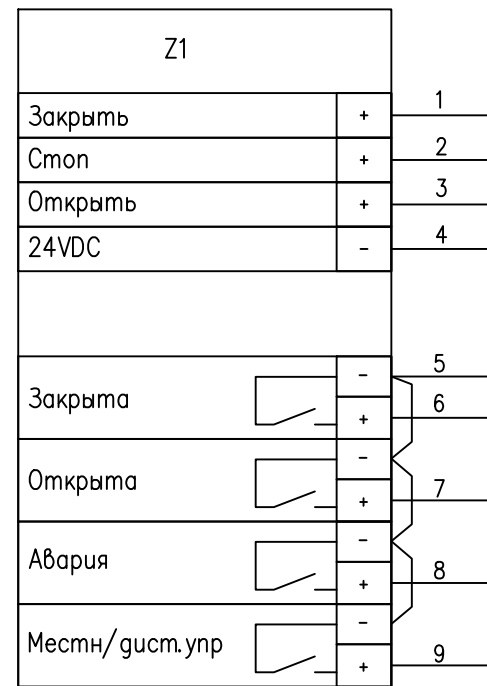 Z1
Закрыть + 1
Стоп + 2
Открыть + 3
24VDC - 4
- 5
Закрыта + 6
-
Открыта + 7
-
Авария + 8
-
Местн/дист.упр + 9